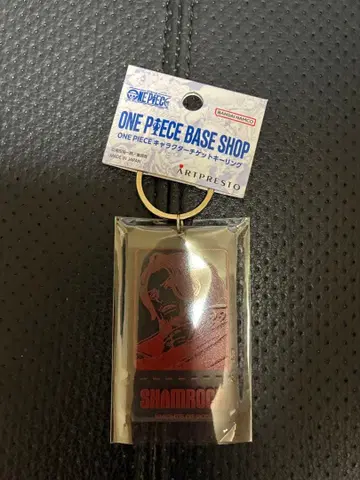 ONE PIECE
BANDAI NAMCO
ONE PIECE BASE SHOP
ONE PIECE キャラクターチケットキーリング
MADE IN JAPAN
ARTPRESTO
SHAMROCK